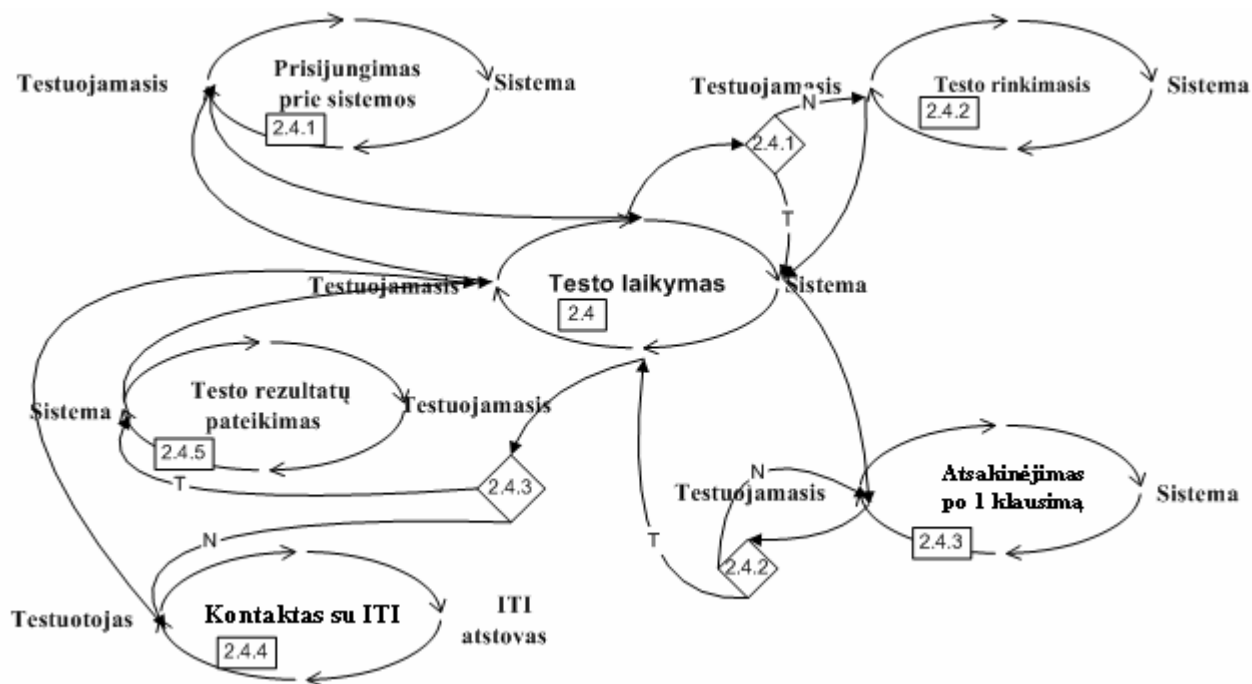 Testuojamasis
Prisijungimas
prie sistemos
2.4.1
Sistema
Testuojamasis
N
2.4.1
T
Testo rinkimasis
2.4.2
Sistema
Testuojamasis
Testo laikymas
2.4
Sistema
Sistema
Testo rezultatų
pateikimas
2.4.5
Testuojamasis
T
2.4.3
N
Testuojamasis
N
2.4.2
T
Atsakinėjimas
po 1 klausimą
2.4.3
Sistema
Testuotojas
Kontaktas su ITI
2.4.4
ITI
atstovas